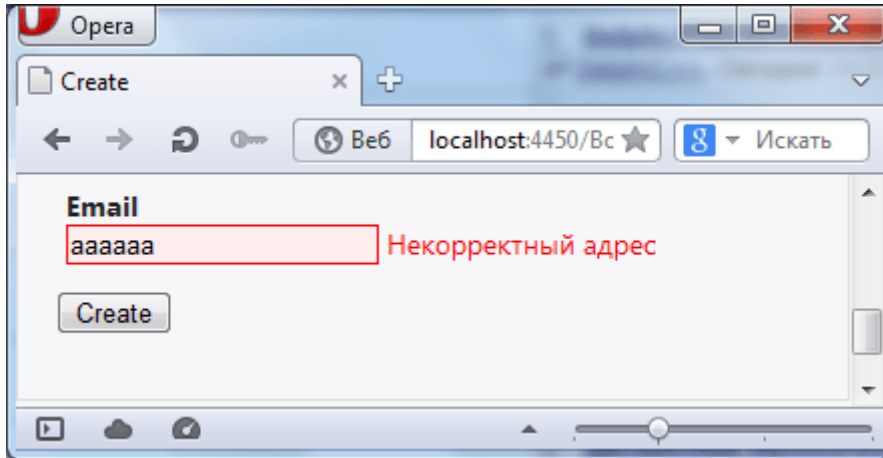 Opera
Create
Веб localhost:4450/Bc Искать
Email
aaaaaa Некорректный адрес
Create